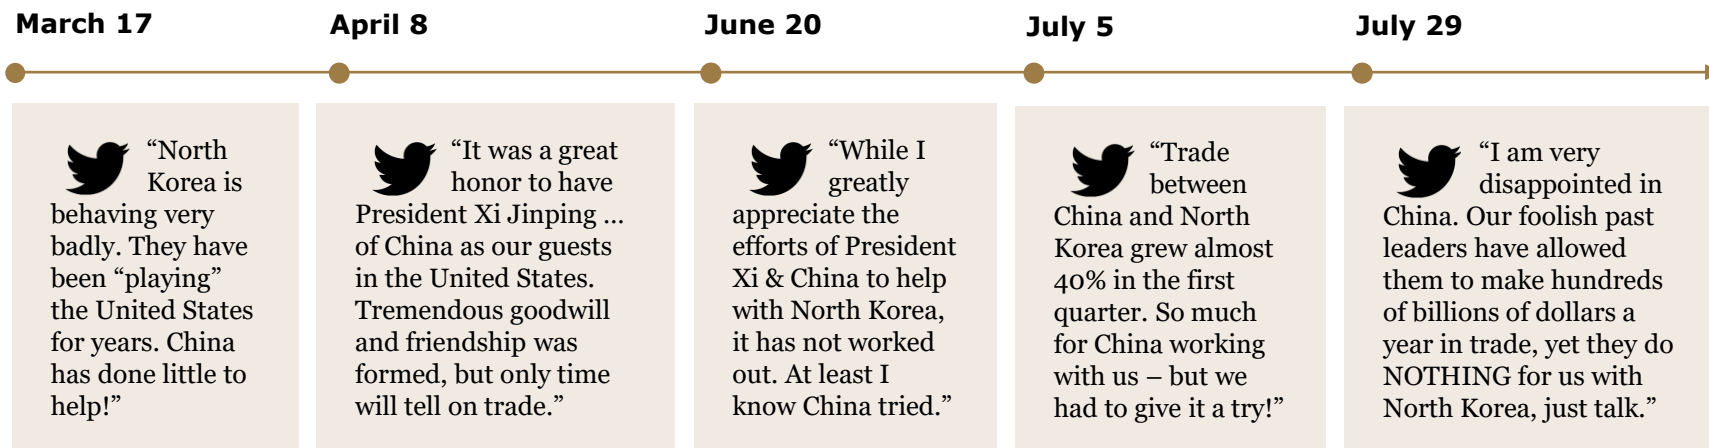 March 17
“North
Korea is
behaving very
badly. They have
been “playing”
the United States
for years. China
has done little to
help!”
April 8
“It was a great
honor to have
President Xi Jinping ...
of China as our guests
in the United States.
Tremendous goodwill
and friendship was
formed, but only time
will tell on trade.”
June 20
“While I
greatly
appreciate the
efforts of President
Xi & China to help
with North Korea,
it has not worked
out. At least I
know China tried.”
July 5
“Trade
between
China and North
Korea grew almost
40% in the first
quarter. So much
for China working
with us – but we
had to give it a try!”
July 29
“I am very
disappointed in
China. Our foolish past
leaders have allowed
them to make hundreds
of billions of dollars a
year in trade, yet they do
NOTHING for us with
North Korea, just talk.”